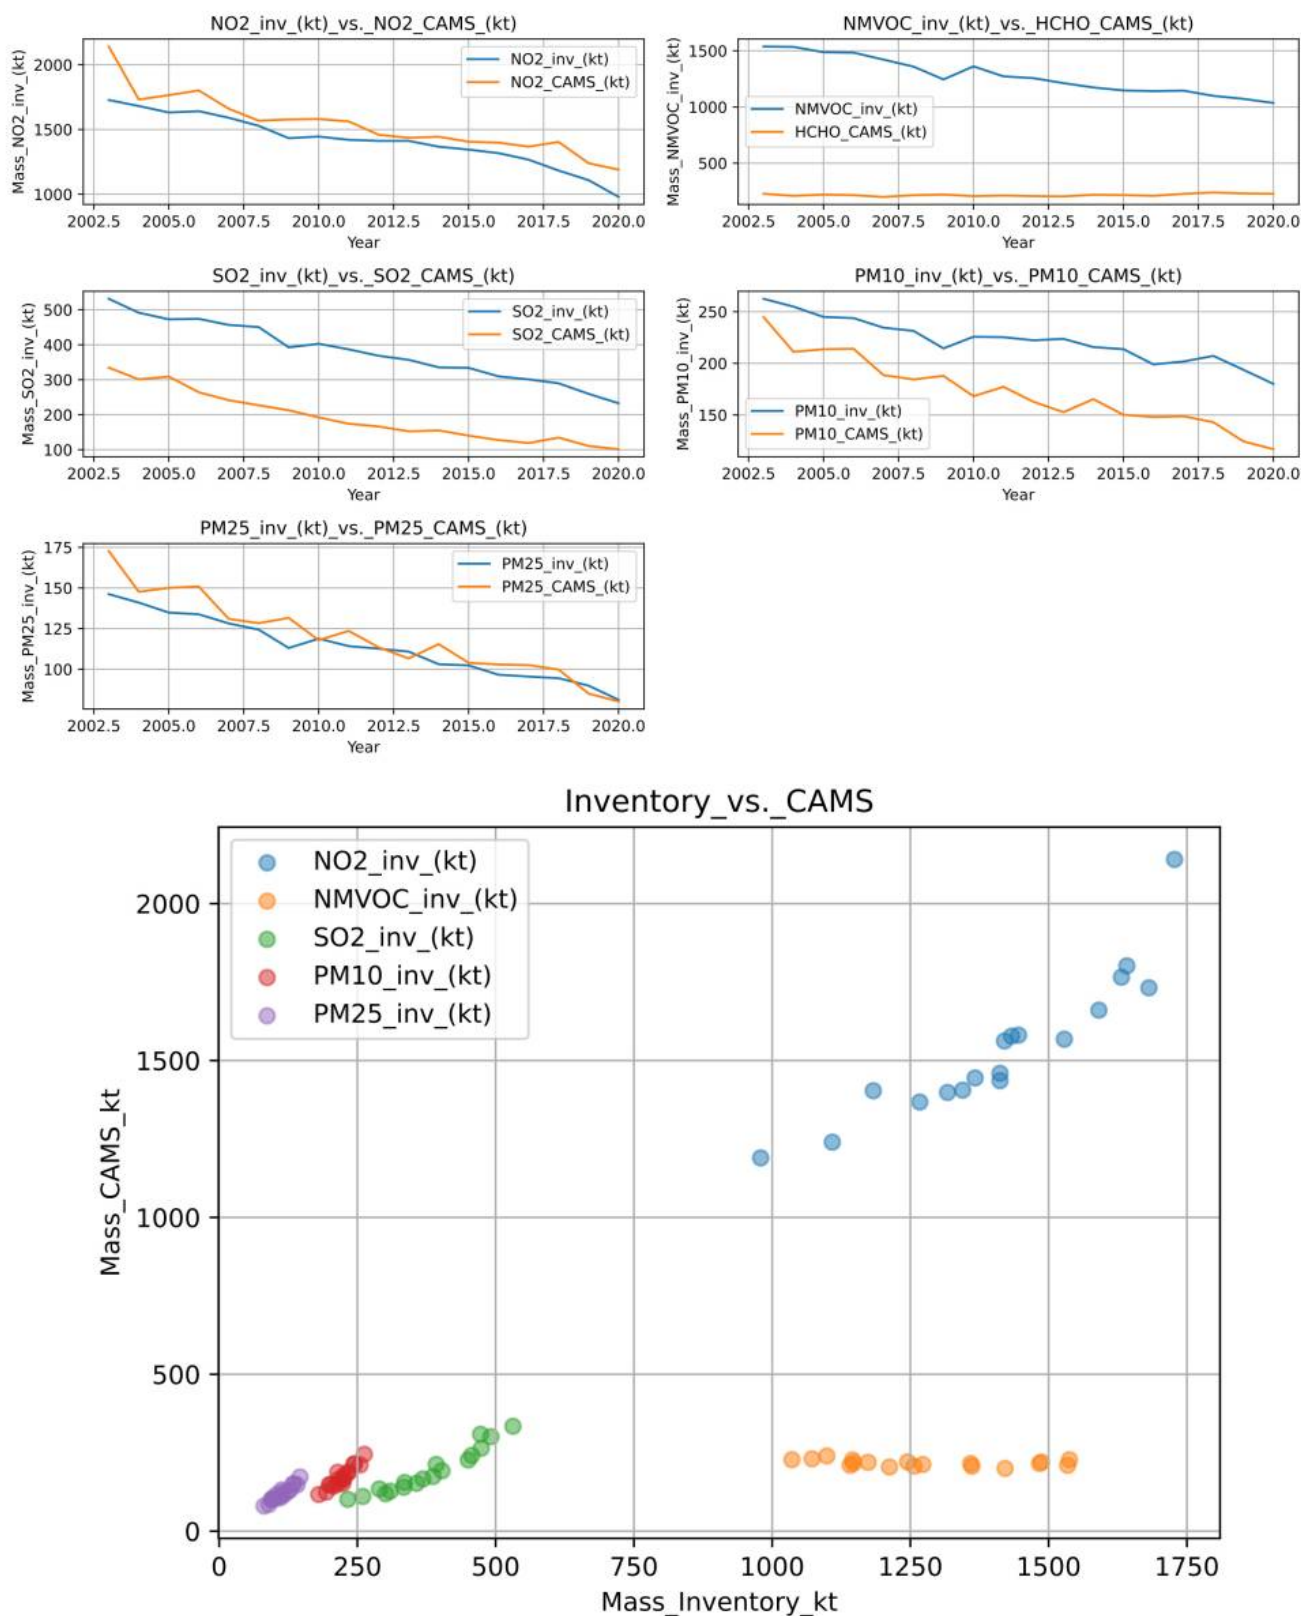 NO2_inv_(kt)_vs._NO2_CAMS_(kt)
Mass_NO2_inv_(kt)
2000
1500
1000
NO2_inv_(kt)
NO2_CAMS_(kt)
2002.5 2005.0 2007.5 2010.0 2012.5 2015.0 2017.5 2020.0
Year
NMVOC_inv_(kt)_vs._HCHO_CAMS_(kt)
Mass_NMVOC_inv_(kt)
1500
1000
500
NMVOC_inv_(kt)
HCHO_CAMS_(kt)
2002.5 2005.0 2007.5 2010.0 2012.5 2015.0 2017.5 2020.0
Year
SO2_inv_(kt)_vs._SO2_CAMS_(kt)
Mass_SO2_inv_(kt)
500
400
300
200
100
SO2_inv_(kt)
SO2_CAMS_(kt)
2002.5 2005.0 2007.5 2010.0 2012.5 2015.0 2017.5 2020.0
Year
PM10_inv_(kt)_vs._PM10_CAMS_(kt)
Mass_PM10_inv_(kt)
250
200
150
PM10_inv_(kt)
PM10_CAMS_(kt)
2002.5 2005.0 2007.5 2010.0 2012.5 2015.0 2017.5 2020.0
Year
PM25_inv_(kt)_vs._PM25_CAMS_(kt)
Mass_PM25_inv_(kt)
175
150
125
100
PM25_inv_(kt)
PM25_CAMS_(kt)
2002.5 2005.0 2007.5 2010.0 2012.5 2015.0 2017.5 2020.0
Year
Inventory_vs._CAMS
Mass_CAMS_kt
2000
1500
1000
500
0
NO2_inv_(kt)
NMVOC_inv_(kt)
SO2_inv_(kt)
PM10_inv_(kt)
PM25_inv_(kt)
0 250 500 750 1000 1250 1500 1750
Mass_Inventory_kt